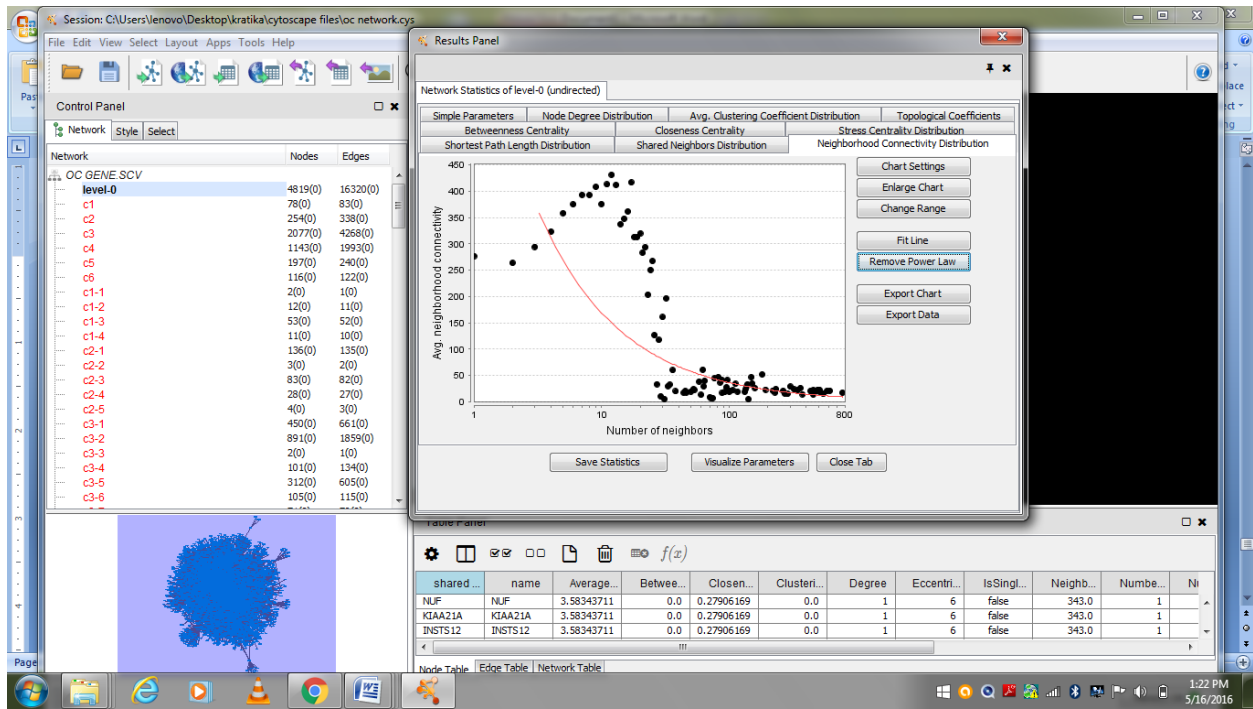 Session: C:\Users\lenovo\Desktop\kratika\cytoscape files\oc network.cys
File Edit View Select Layout Apps Tools Help
Pas
Control Panel
Network Style Select
Network Nodes Edges
OC GENE.SCV
level-0 4819(0) 16320(0)
c1 78(0) 83(0)
c2 254(0) 338(0)
c3 2077(0) 4268(0)
c4 1143(0) 1993(0)
c5 197(0) 240(0)
c6 116(0) 122(0)
c1-1 2(0) 1(0)
c1-2 12(0) 11(0)
c1-3 53(0) 52(0)
c1-4 11(0) 10(0)
c2-1 136(0) 135(0)
c2-2 3(0) 2(0)
c2-3 83(0) 82(0)
c2-4 28(0) 27(0)
c2-5 4(0) 3(0)
c3-1 450(0) 661(0)
c3-2 891(0) 1859(0)
c3-3 2(0) 1(0)
c3-4 101(0) 134(0)
c3-5 312(0) 605(0)
c3-6 105(0) 115(0)
Results Panel
Network Statistics of level-0 (undirected)
Simple Parameters Node Degree Distribution Avg. Clustering Coefficient Distribution Topological Coefficients
Betweenness Centrality Closeness Centrality Stress Centrality Distribution
Shortest Path Length Distribution Shared Neighbors Distribution Neighborhood Connectivity Distribution
Avg. neighborhood connectivity
450
400
350
300
250
200
150
100
50
0
1 10 100 800
Number of neighbors
Chart Settings
Enlarge Chart
Change Range
Fit Line
Remove Power Law
Export Chart
Export Data
Save Statistics Visualize Parameters Close Tab
lace
ect
ng
Table Panel
f(x)
shared ... name Average... Betwee... Closen... Clusteri... Degree Eccentri... IsSingl... Neighb... Numbe... Nu
NUF NUF 3.58343711 0.0 0.27906169 0.0 1 6 false 343.0 1
KIAA21A KIAA21A 3.58343711 0.0 0.27906169 0.0 1 6 false 343.0 1
INSTS12 INSTS12 3.58343711 0.0 0.27906169 0.0 1 6 false 343.0 1
Node Table Edge Table Network Table
Page
1:22 PM
5/16/2016